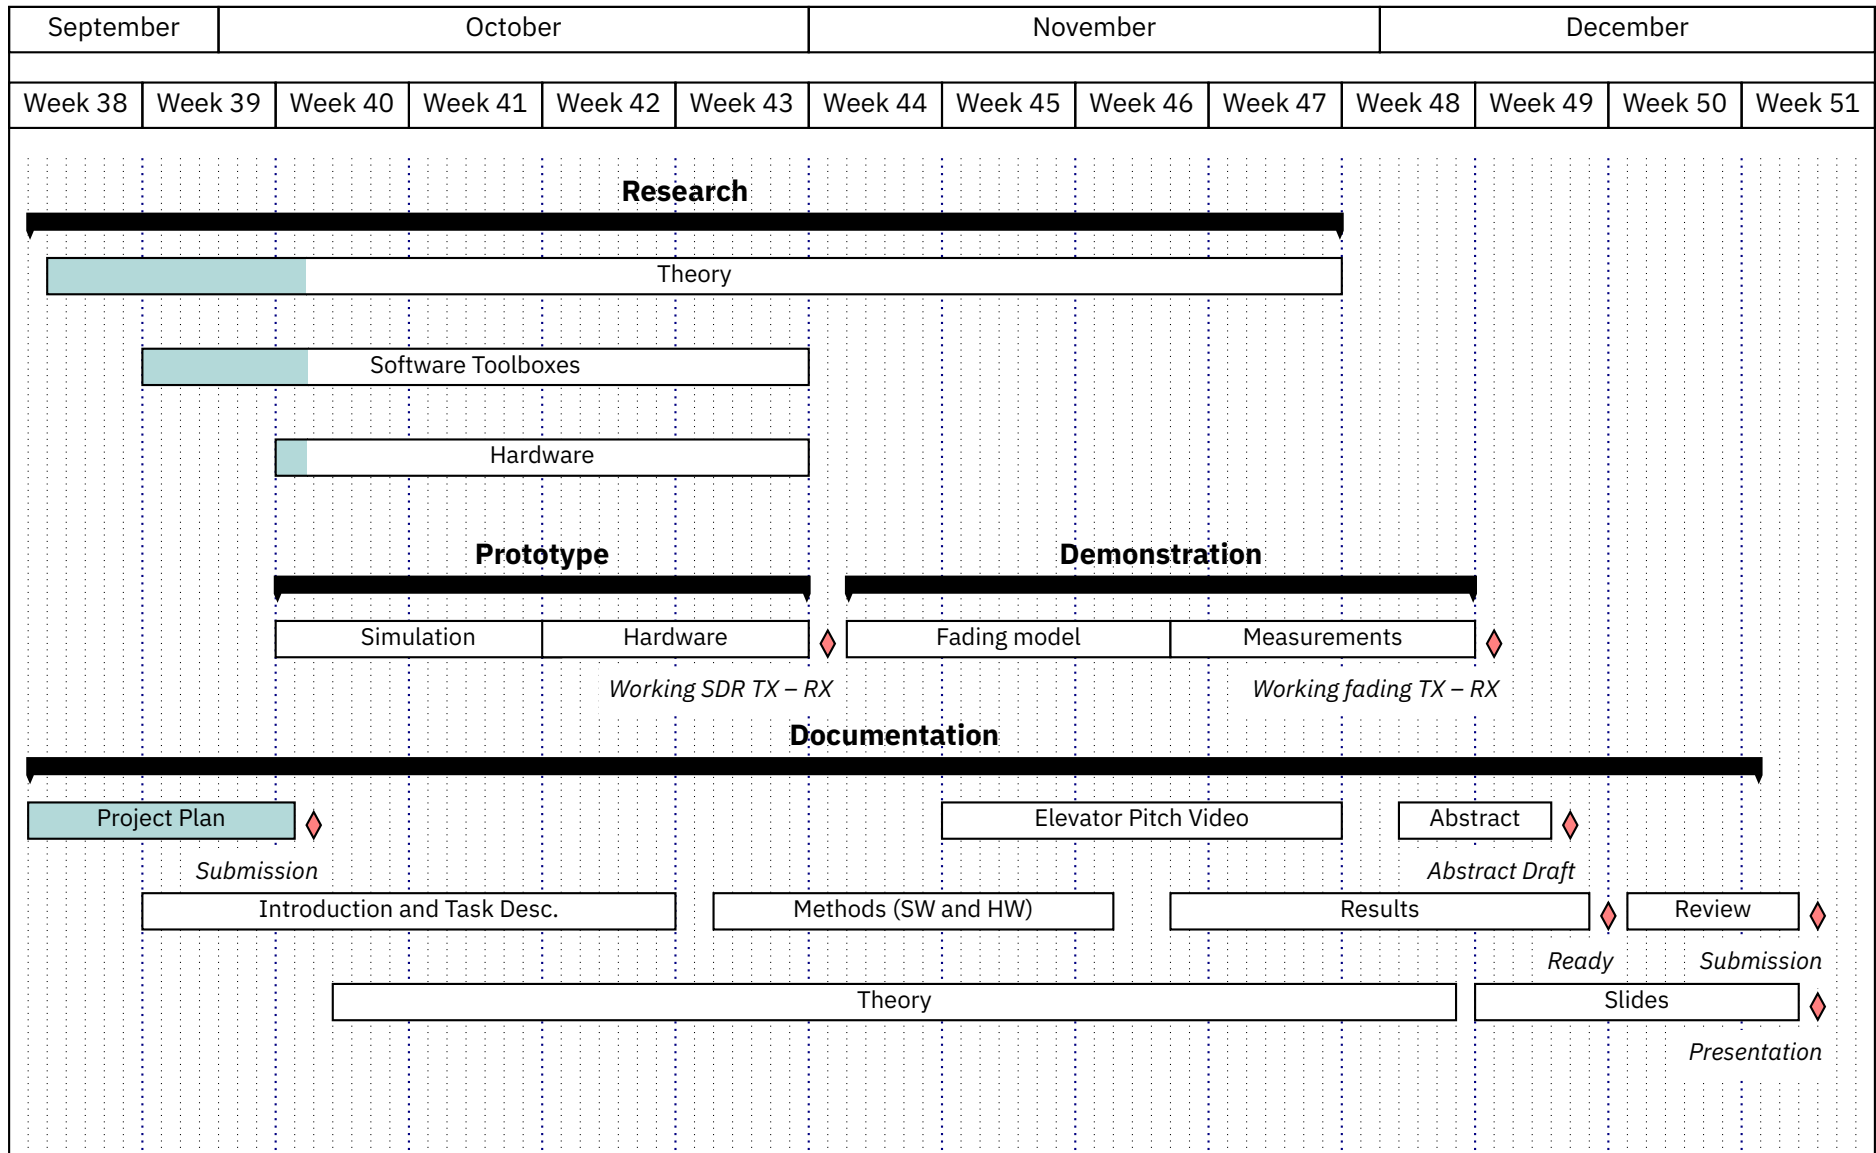 September October November December
Week 38 Week 39 Week 40 Week 41 Week 42 Week 43 Week 44 Week 45 Week 46 Week 47 Week 48 Week 49 Week 50 Week 51
Research
Theory
Software Toolboxes
Hardware
Prototype Demonstration
Simulation Hardware Fading model Measurements
Working SDR TX – RX Working fading TX – RX
Documentation
Project Plan Elevator Pitch Video Abstract
Submission Abstract Draft
Introduction and Task Desc. Methods (SW and HW) Results Review
Ready Submission
Theory Slides
Presentation